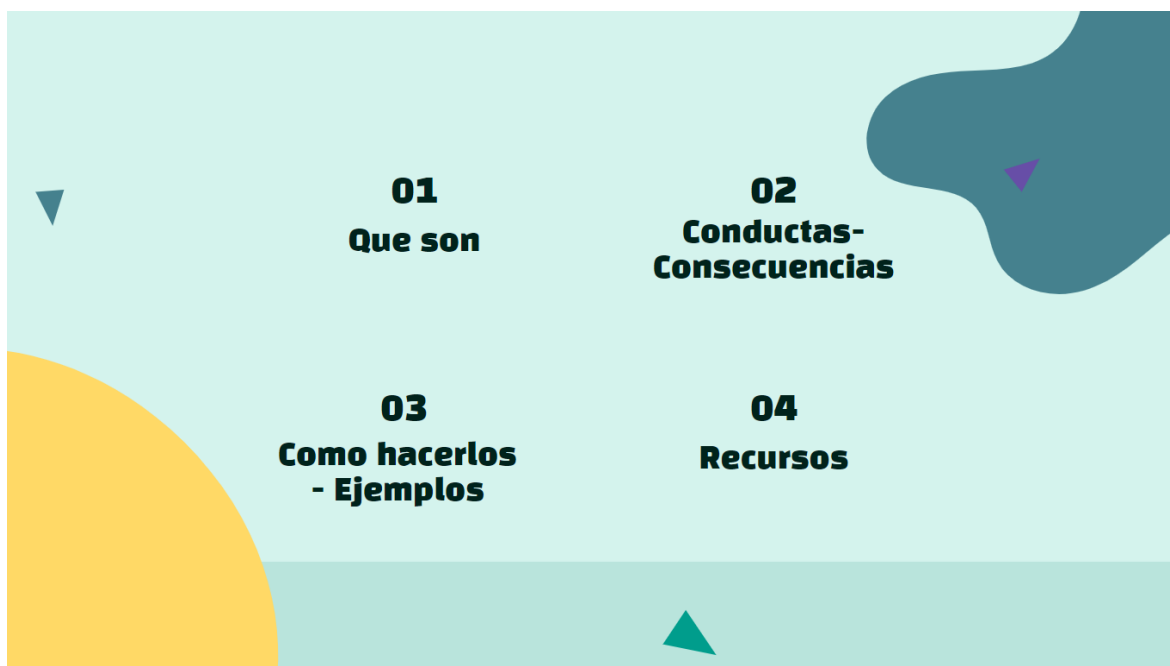 01
Que son
02
Conductas-
Consecuencias
03
Como hacerlos
- Ejemplos
04
Recursos